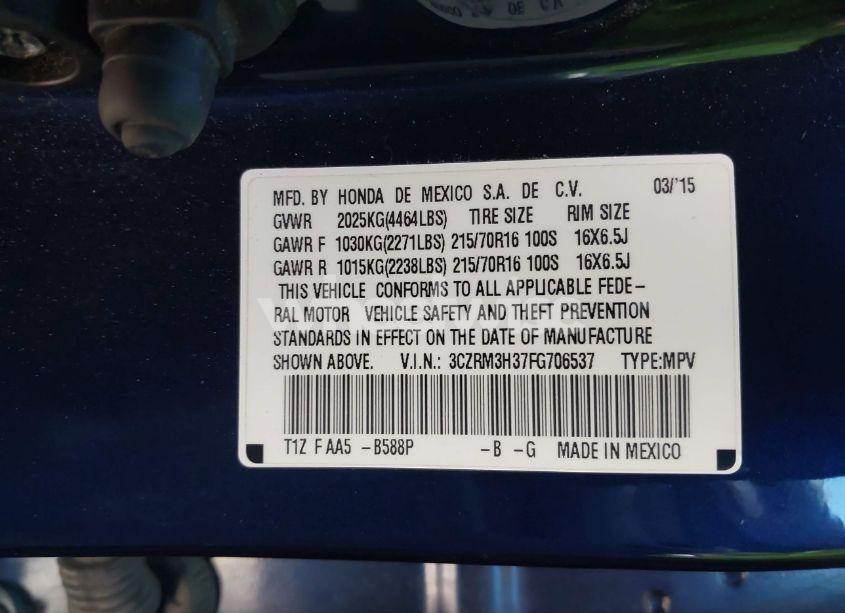 MFD. BY HONDA DE MEXICO S.A. DE C.V. 03/'15
GVWR 2025KG(4464LBS) TIRE SIZE RIM SIZE
GAWR F 1030KG(2271LBS) 215/70R16 100S 16X6.5J
GAWR R 1015KG(2238LBS) 215/70R16 100S 16X6.5J
THIS VEHICLE CONFORMS TO ALL APPLICABLE FEDE-
RAL MOTOR VEHICLE SAFETY AND THEFT PREVENTION
STANDARDS IN EFFECT ON THE DATE OF MANUFACTURE
SHOWN ABOVE. V.I.N.: 3CZRM3H37FG706537 TYPE:MPV
T1Z F AA5 -B588P -B -G MADE IN MEXICO